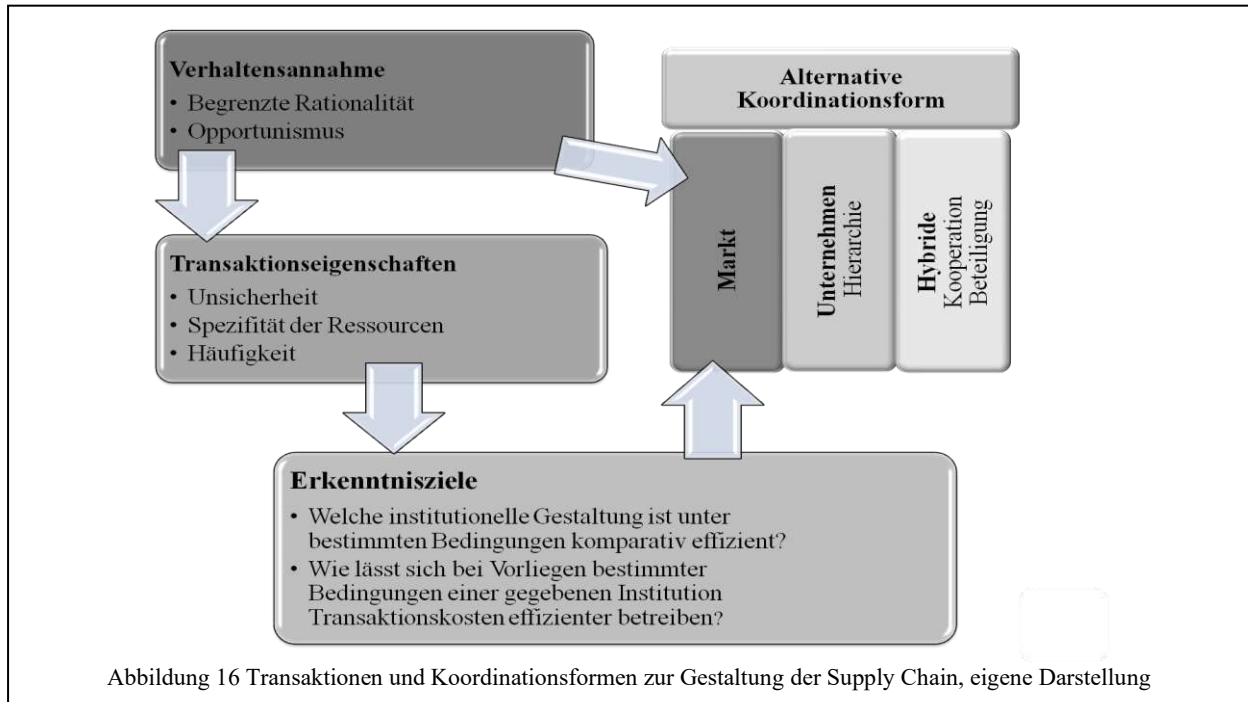 Verhaltensannahme
• Begrenzte Rationalität
• Opportunismus
Transaktionseigenschaften
• Unsicherheit
• Spezifität der Ressourcen
• Häufigkeit
Alternative
Koordinationsform
Markt
Unternehmen
Hierarchie
Hybride
Kooperation
Beteiligung
Erkenntnisziele
• Welche institutionelle Gestaltung ist unter
bestimmten Bedingungen komparativ effizient?
• Wie lässt sich bei Vorliegen bestimmter
Bedingungen einer gegebenen Institution
Transaktionskosten effizienter betreiben?
Abbildung 16 Transaktionen und Koordinationsformen zur Gestaltung der Supply Chain, eigene Darstellung